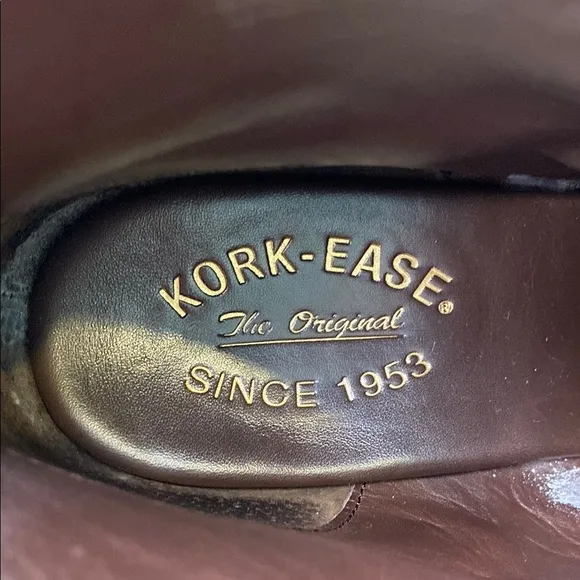 KORK-EASE®
The Original
SINCE 1953